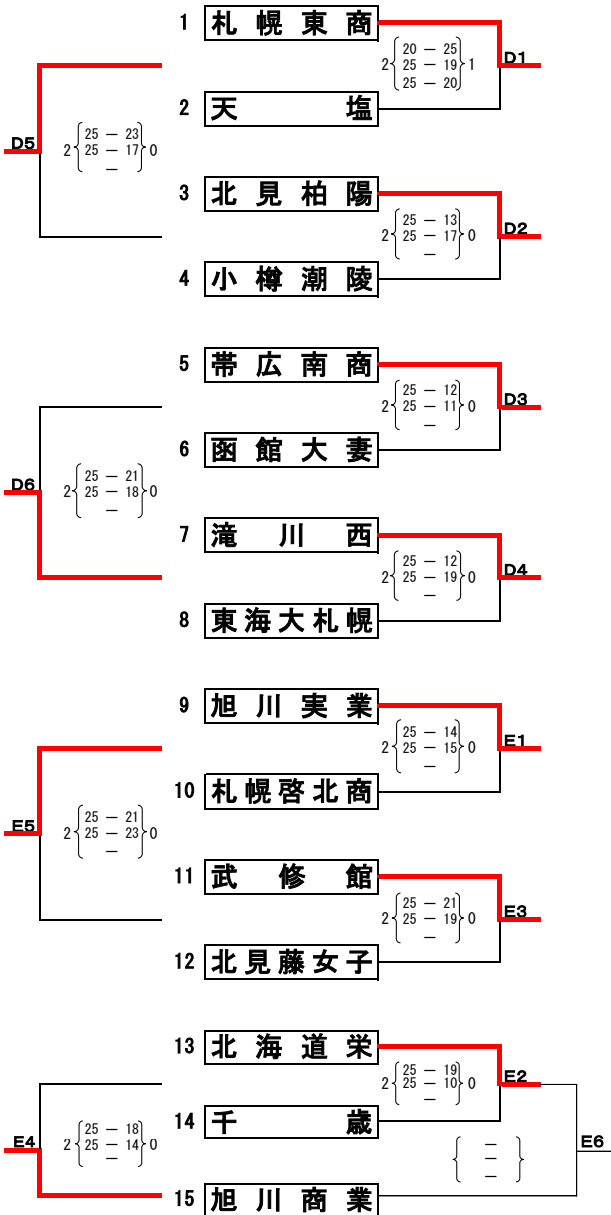 1 札幌東商
D1
2 { 20 — 25
25 — 19
25 — 20 } 1
2 天塩
D5
2 { 25 — 23
25 — 17
— } 0
3 北見柏陽
D2
2 { 25 — 13
25 — 17
— } 0
4 小樽潮陵
5 帯広南商
D3
2 { 25 — 12
25 — 11
— } 0
6 函館大妻
D6
2 { 25 — 21
25 — 18
— } 0
7 滝川西
D4
2 { 25 — 12
25 — 19
— } 0
8 東海大札幌
9 旭川実業
E1
2 { 25 — 14
25 — 15
— } 0
10 札幌啓北商
E5
2 { 25 — 21
25 — 23
— } 0
11 武修館
E3
2 { 25 — 21
25 — 19
— } 0
12 北見藤女子
13 北海道栄
E2
2 { 25 — 19
25 — 10
— } 0
14 千歳
E4
2 { 25 — 18
25 — 14
— } 0
E6
{ —
—
— }
15 旭川商業